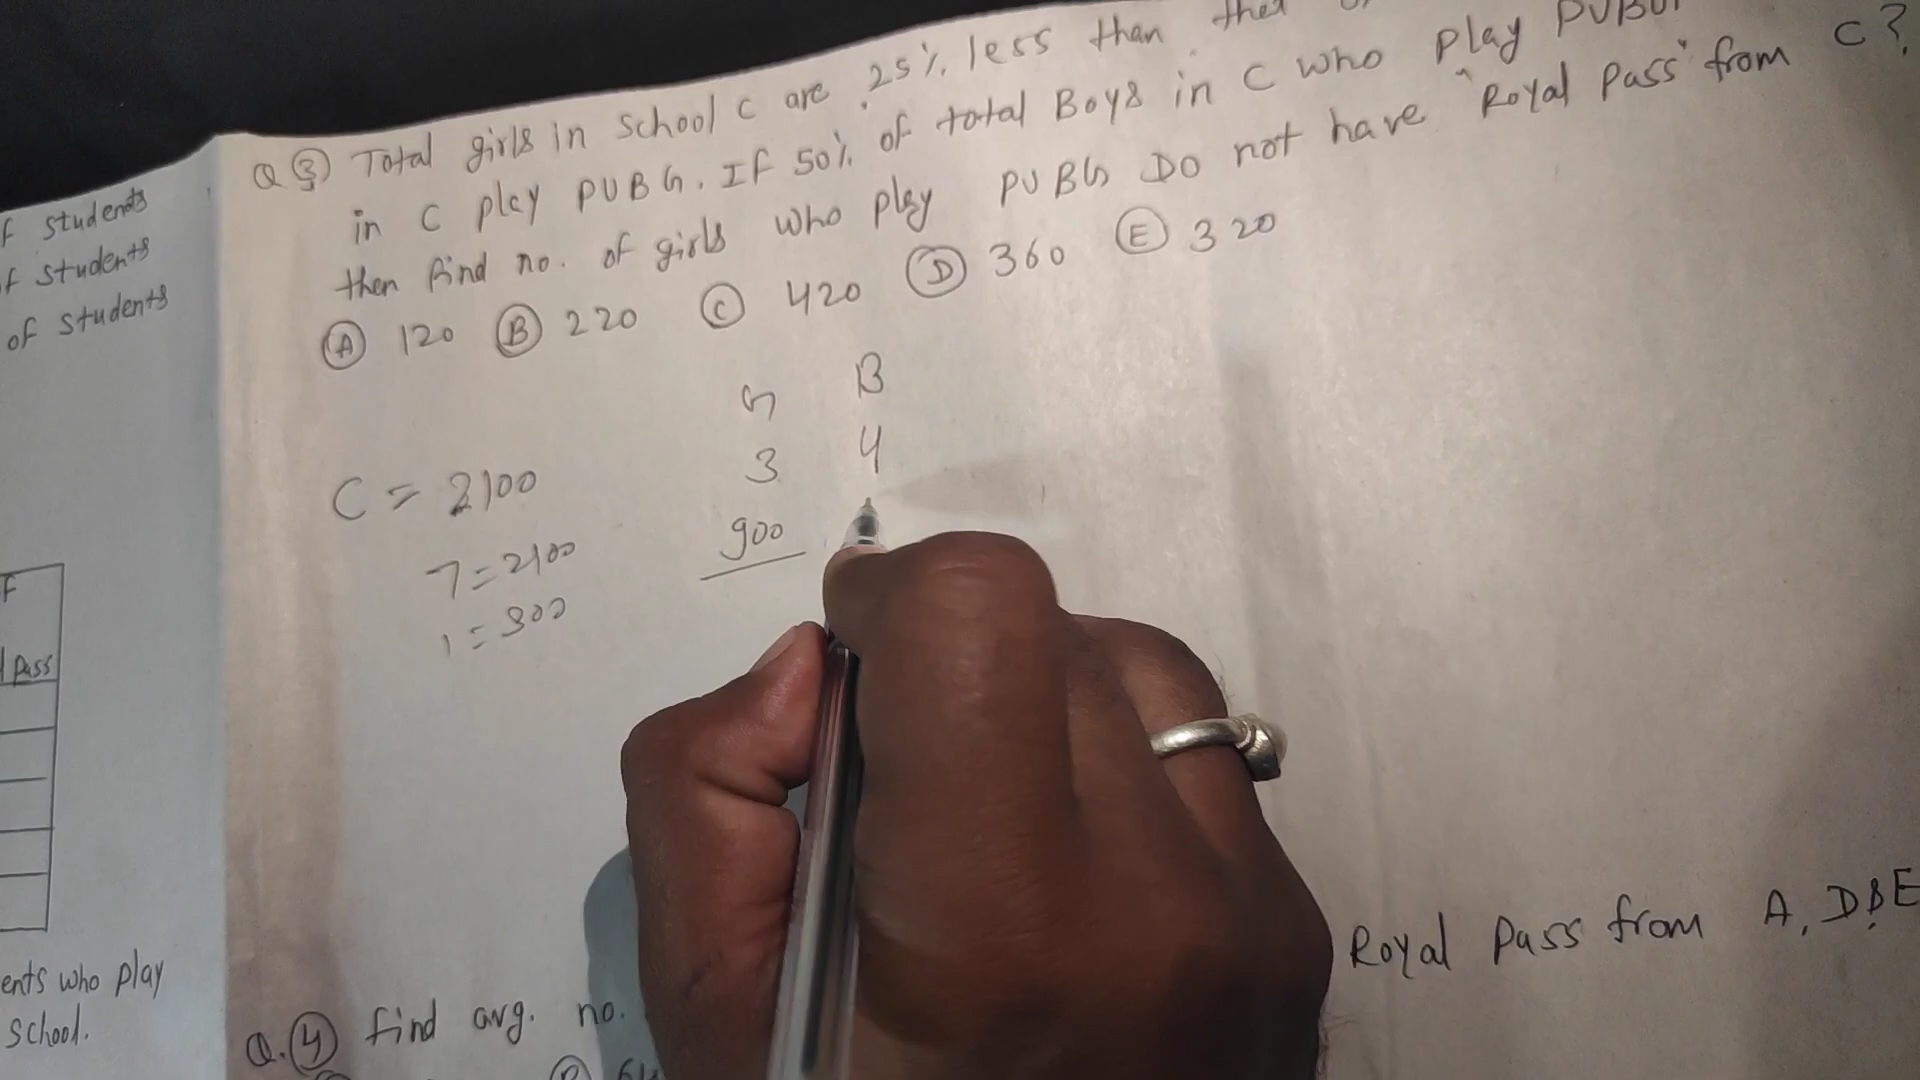 f students
f students
of students
F
Pass
ents who play
school.
Q③ Total girls in school C are 25% less than that
in C play PUBG. If 50% of total Boys in C who play PUBG
then find no. of girls who play PUBG Do not have "Royal Pass" from C?
Ⓐ 120 Ⓑ 220 Ⓒ 420 Ⓓ 360 Ⓔ 320
G B
3 4
C = 2100
900
7 = 2100
1 = 300
Royal Pass from A, D & E
Q.④ find avg. no.